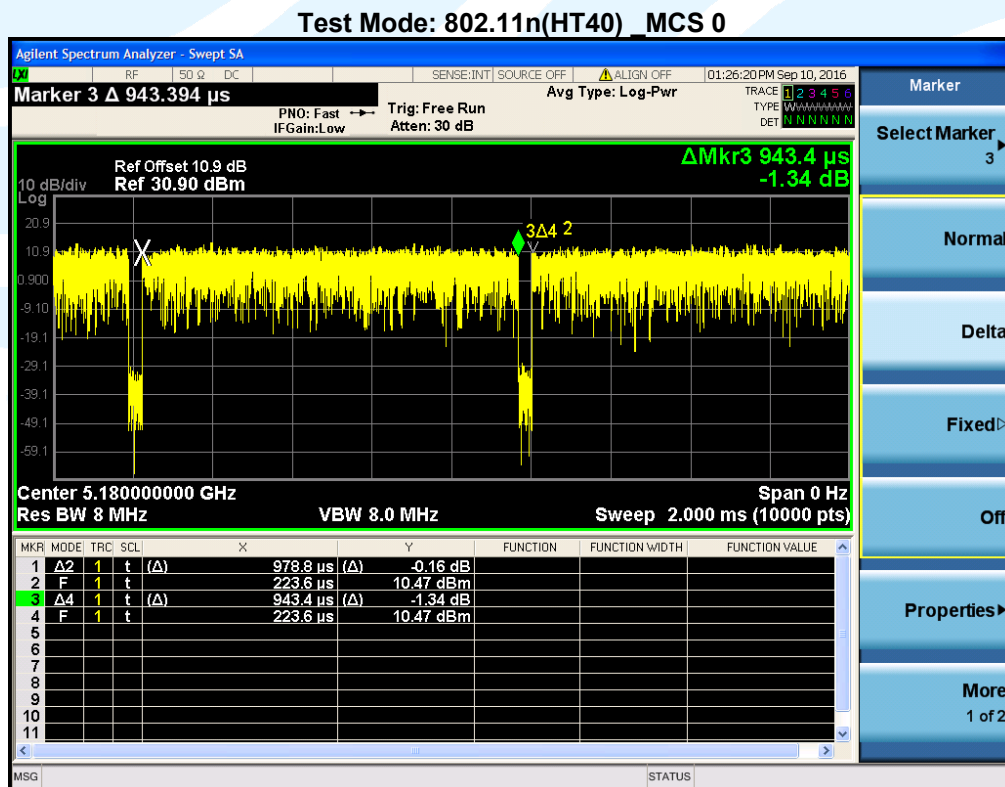 Test Mode: 802.11n(HT40) _MCS 0
Agilent Spectrum Analyzer - Swept SA
LXI RF 50 Ω DC SENSE:INT SOURCE OFF ALIGN OFF 01:26:20 PM Sep 10, 2016
Marker 3 Δ 943.394 µs
PNO: Fast
IFGain:Low
Trig: Free Run
Atten: 30 dB
Avg Type: Log-Pwr
TRACE 1 2 3 4 5 6
TYPE WWWWWW
DET N N N N N N
Marker
Select Marker
3
Normal
Delta
Fixed
Off
Properties
More
1 of 2
ΔMkr3 943.4 µs
-1.34 dB
Ref Offset 10.9 dB
10 dB/div Ref 30.90 dBm
Log
20.9
10.9
0.900
-9.10
-19.1
-29.1
-39.1
-49.1
-59.1
3Δ4 2
Center 5.180000000 GHz Span 0 Hz
Res BW 8 MHz VBW 8.0 MHz Sweep 2.000 ms (10000 pts)
MKR MODE TRC SCL X Y FUNCTION FUNCTION WIDTH FUNCTION VALUE
1 Δ2 1 t (Δ) 978.8 µs (Δ) -0.16 dB
2 F 1 t 223.6 µs 10.47 dBm
3 Δ4 1 t (Δ) 943.4 µs (Δ) -1.34 dB
4 F 1 t 223.6 µs 10.47 dBm
5
6
7
8
9
10
11
MSG STATUS